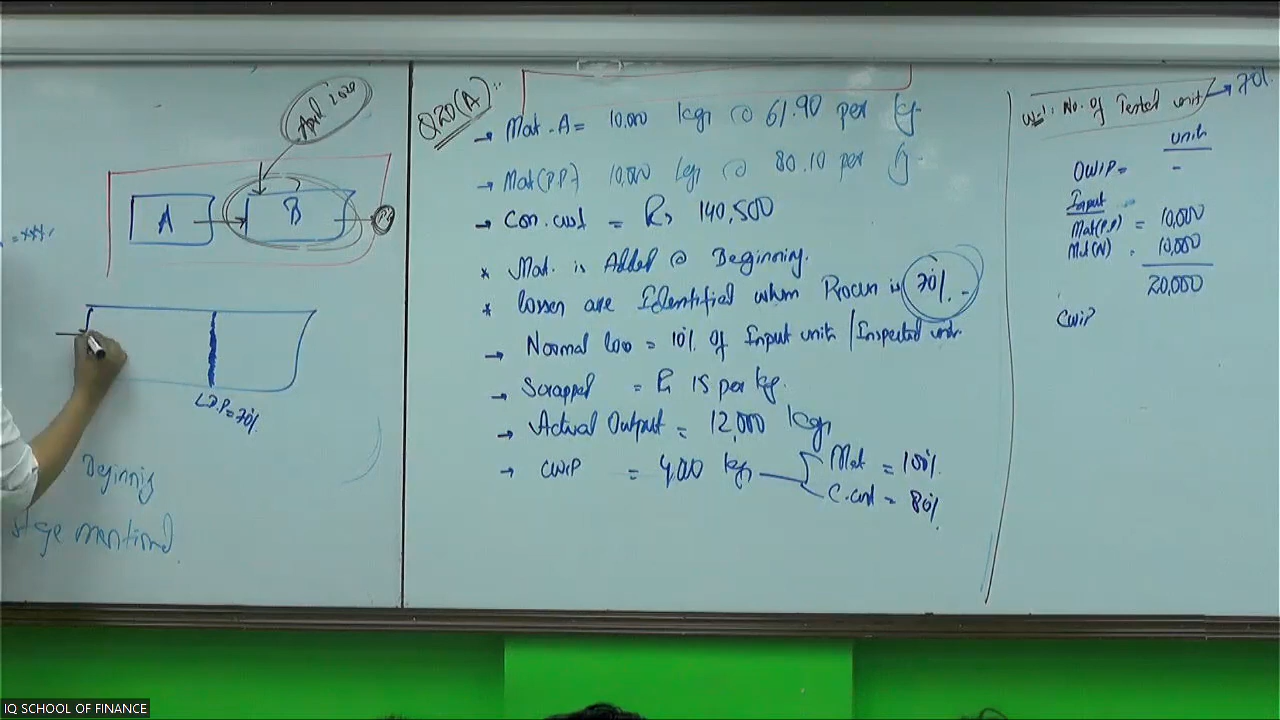 April 2020
A
B
L.D.P=70%
Beginning
stage mentioned
Q20(A):
→ Mat-A = 10,000 kgs @ 61.90 per kg.
→ Mat(P.P) 10,000 kgs @ 80.10 per kg.
→ Con.cost = Rs 140,500
* Mat. is Added @ Beginning.
* losses are Identified when Process is 70%.
→ Normal loss = 10% of Input units / Inspected units.
→ Scrapped = Rs 15 per kg.
→ Actual Output = 12,000 kgs
→ CWIP = 4,000 kgs
Mat = 100%.
C.cost = 80%.
W-1: No. of Tested units → 70%.
units
OWIP = -
Input
Mat(P.P) = 10,000
Mat(N) = 10,000
20,000
CWIP
IQ SCHOOL OF FINANCE